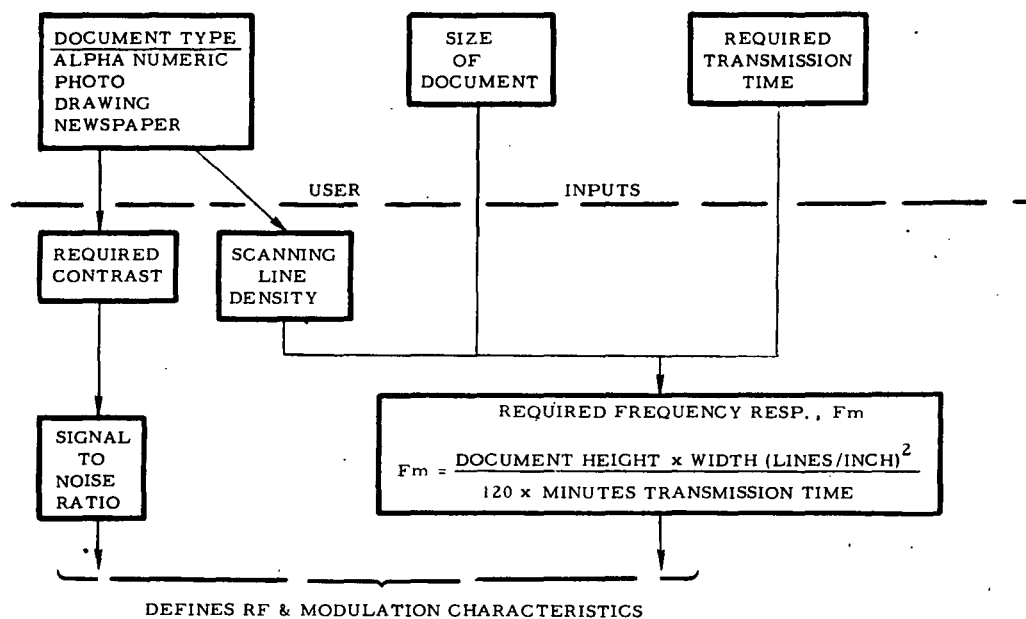 DOCUMENT TYPE
ALPHA NUMERIC
PHOTO
DRAWING
NEWSPAPER
SIZE
OF
DOCUMENT
REQUIRED
TRANSMISSION
TIME
USER INPUTS
REQUIRED
CONTRAST
SCANNING
LINE
DENSITY
SIGNAL
TO
NOISE
RATIO
REQUIRED FREQUENCY RESP., Fm
Fm = DOCUMENT HEIGHT x WIDTH (LINES/INCH)²
120 x MINUTES TRANSMISSION TIME
DEFINES RF & MODULATION CHARACTERISTICS